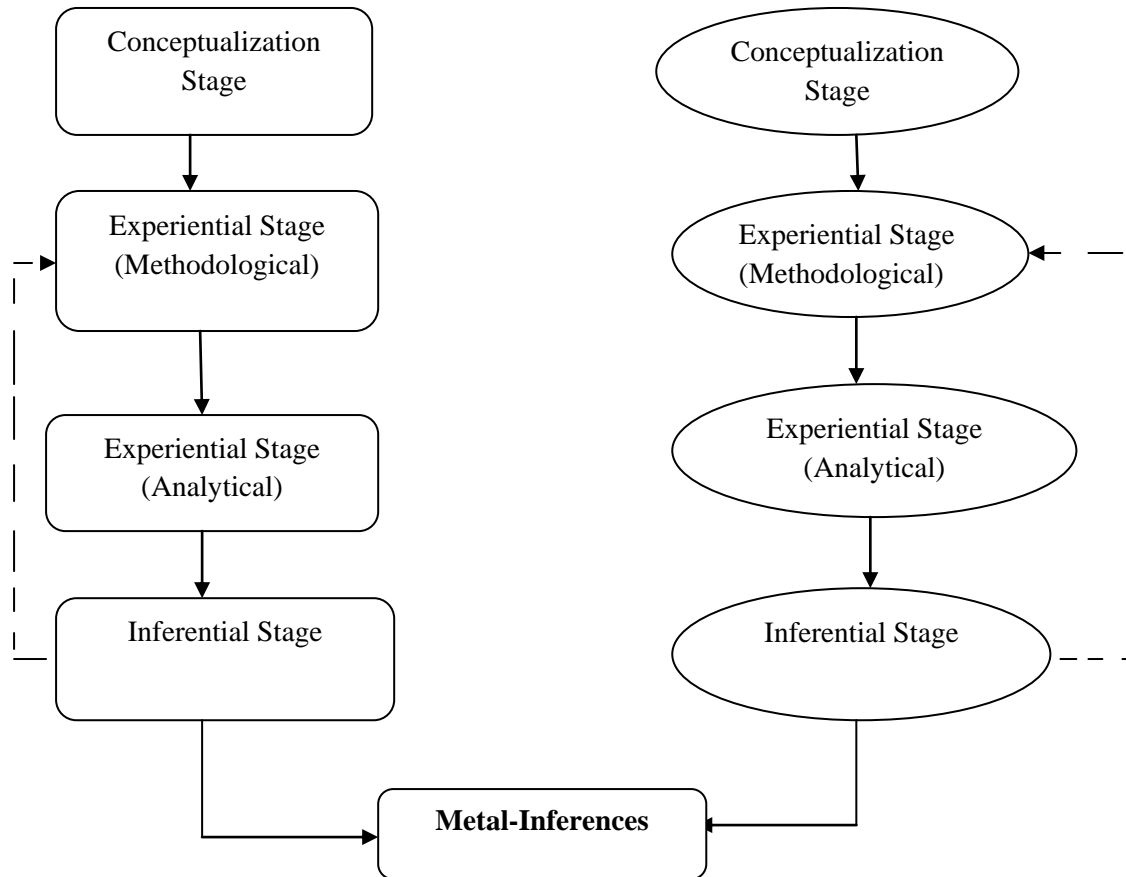 Conceptualization
Stage
Experiential Stage
(Methodological)
Experiential Stage
(Analytical)
Inferential Stage
Conceptualization
Stage
Experiential Stage
(Methodological)
Experiential Stage
(Analytical)
Inferential Stage
Metal-Inferences